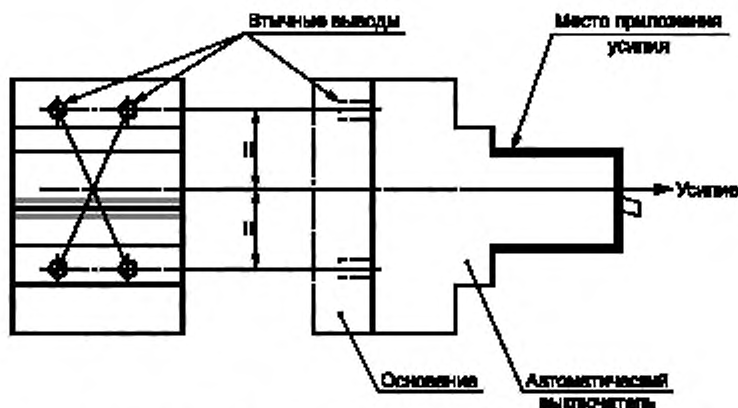 Втычные выводы
Место приложения
усилия
Усилие
Основание
Автоматический
выключатель